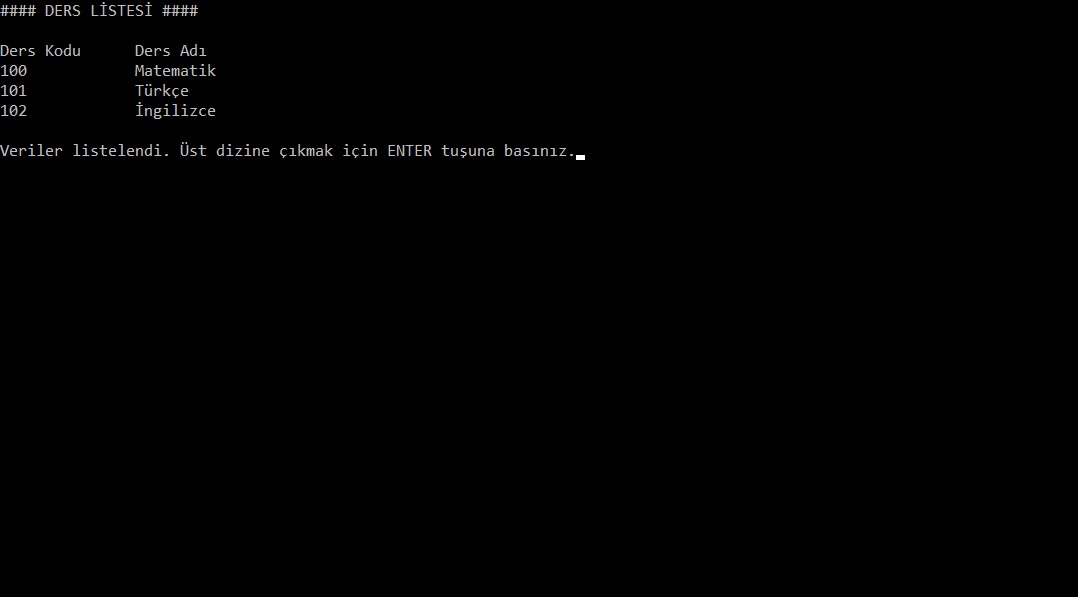 #### DERS LİSTESİ ####
Ders Kodu Ders Adı
100 Matematik
101 Türkçe
102 İngilizce
Veriler listelendi. Üst dizine çıkmak için ENTER tuşuna basınız.